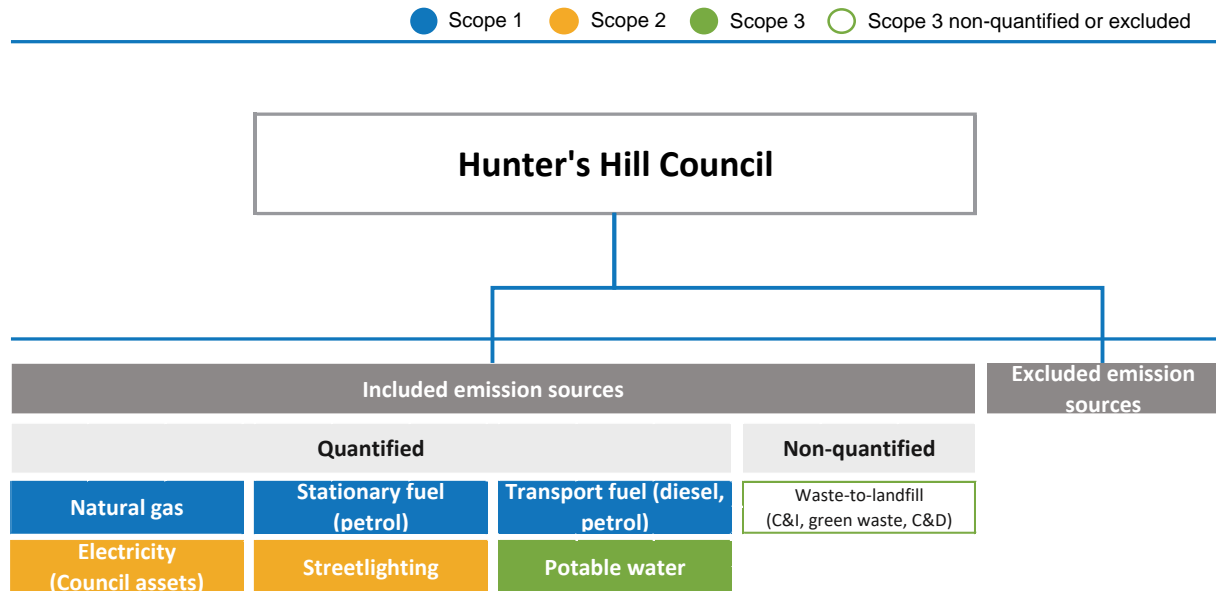 Scope 1 Scope 2 Scope 3 Scope 3 non-quantified or excluded
Hunter's Hill Council
Included emission sources
Excluded emission
sources
Quantified
Non-quantified
Natural gas
Stationary fuel
(petrol)
Transport fuel (diesel,
petrol)
Waste-to-landfill
(C&I, green waste, C&D)
Electricity
(Council assets)
Streetlighting
Potable water